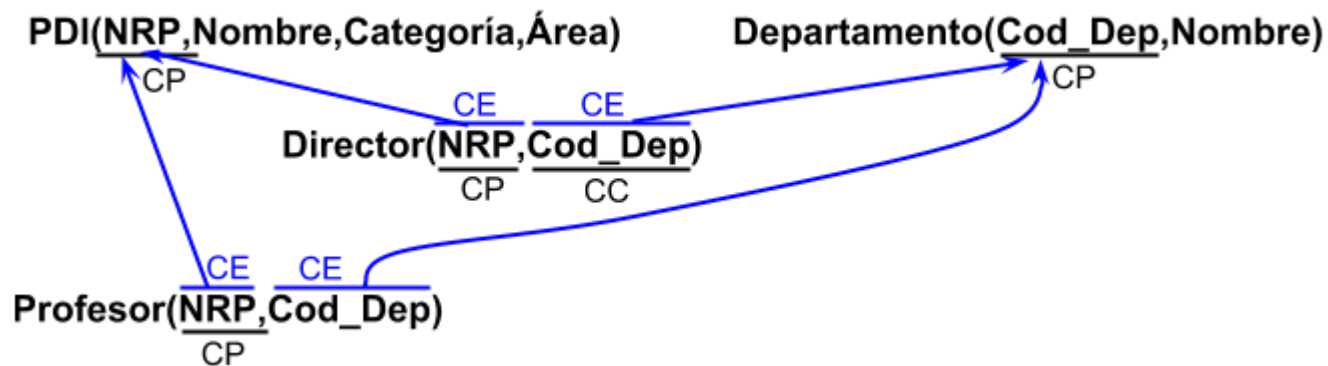 PDI(NRP,Nombre,Categoría,Área)
Departamento(Cod_Dep,Nombre)
CP
CP
CE
CE
Director(NRP,Cod_Dep)
CP
CC
CE
CE
Profesor(NRP,Cod_Dep)
CP